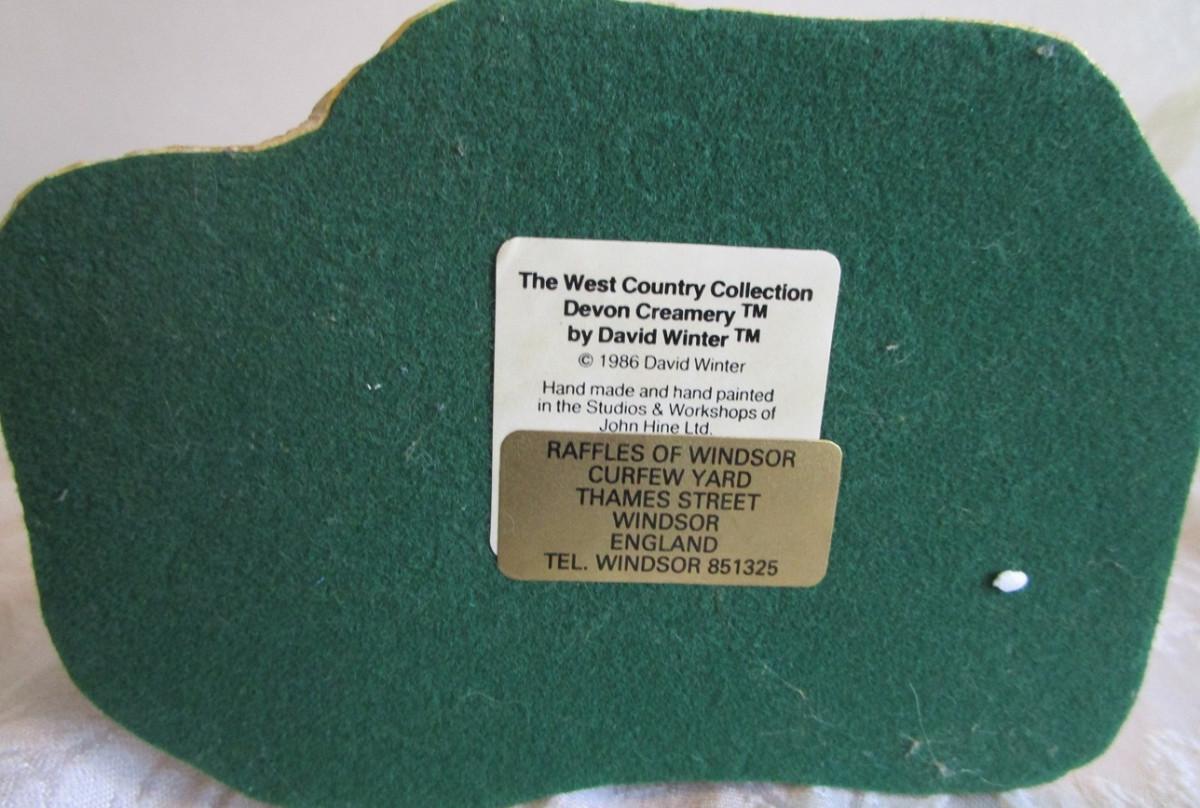 The West Country Collection
Devon Creamery ™
by David Winter ™
© 1986 David Winter
Hand made and hand painted
in the Studios & Workshops of
John Hine Ltd.
RAFFLES OF WINDSOR
CURFEW YARD
THAMES STREET
WINDSOR
ENGLAND
TEL. WINDSOR 851325